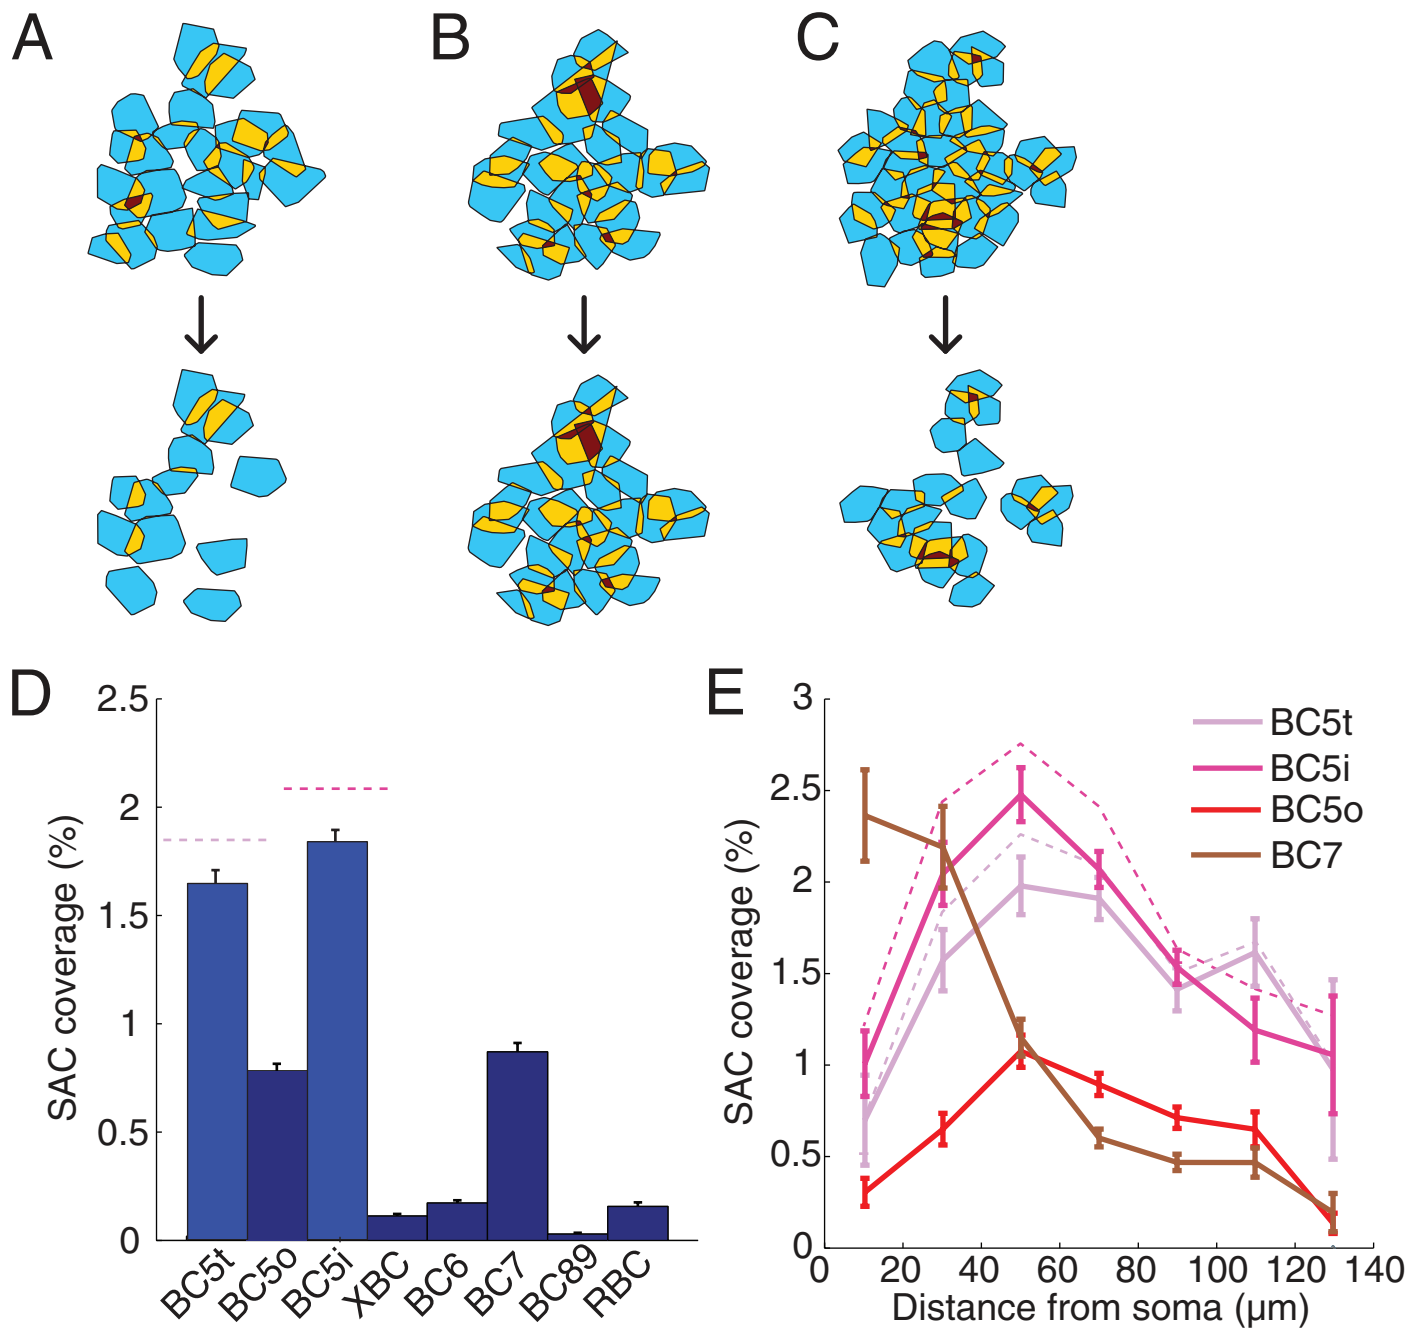 A
B
C
D
2.5
2
1.5
1
0.5
0
SAC coverage (%)
BC5t
BC5o
BC5i
XBC
BC6
BC7
BC89
RBC
E
3
2.5
2
1.5
1
0.5
0
SAC coverage (%)
BC5t
BC5i
BC5o
BC7
0 20 40 60 80 100 120 140
Distance from soma (μm)